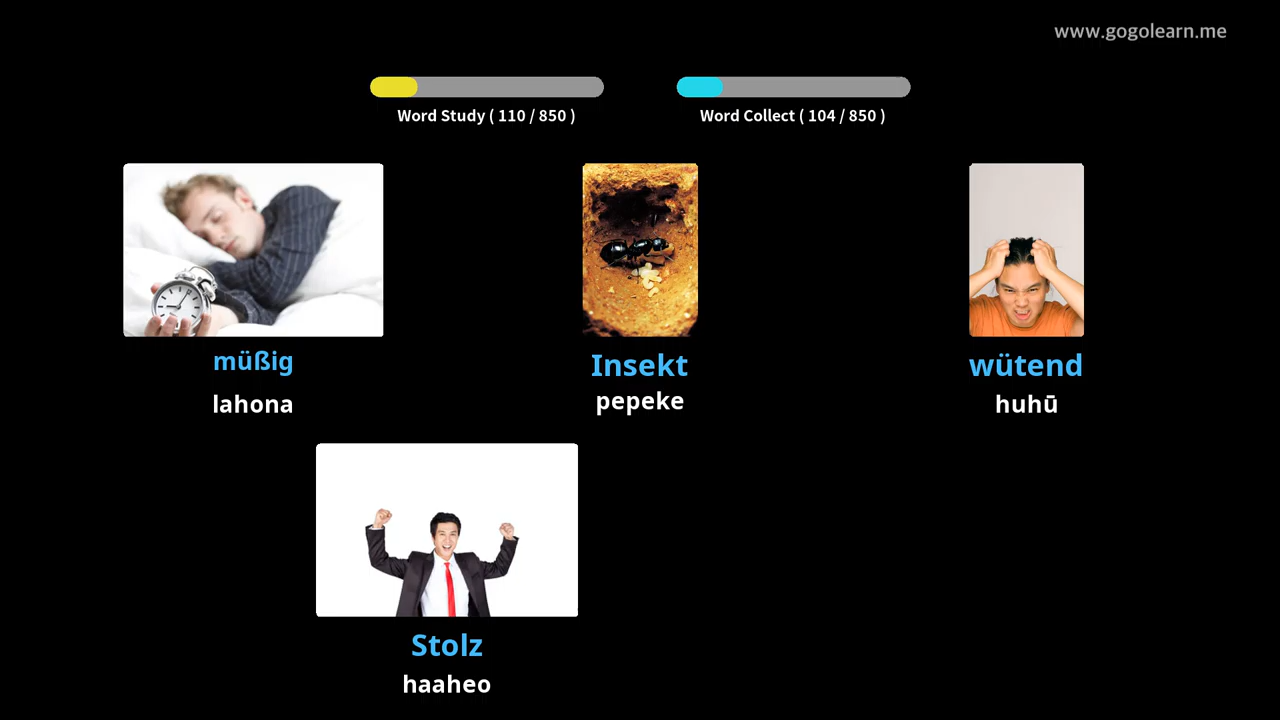 www.gogolearn.me
Word Study ( 110 / 850 )
Word Collect ( 104 / 850 )
müßig
lahona
Insekt
pepeke
wütend
huhū
Stolz
haaheo